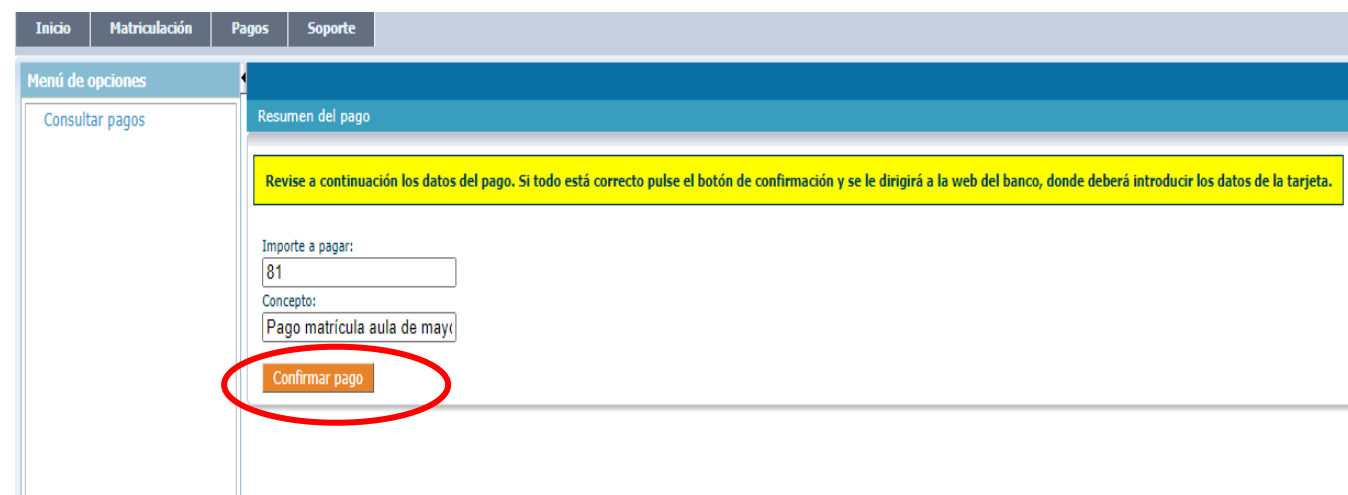 Inicio Matriculación Pagos Soporte
Menú de opciones
Consultar pagos
Resumen del pago
Revise a continuación los datos del pago. Si todo está correcto pulse el botón de confirmación y se le dirigirá a la web del banco, donde deberá introducir los datos de la tarjeta.
Importe a pagar:
81
Concepto:
Pago matrícula aula de mayo
Confirmar pago